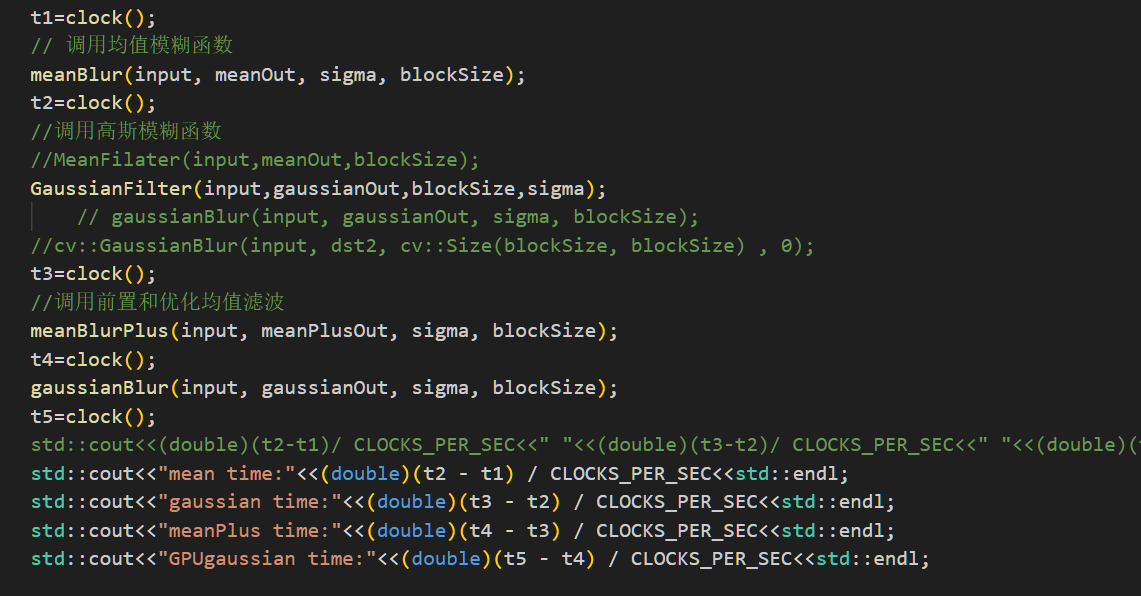 t1=clock();
// 调用均值模糊函数
meanBlur(input, meanOut, sigma, blockSize);
t2=clock();
//调用高斯模糊函数
//MeanFilater(input,meanOut,blockSize);
GaussianFilter(input,gaussianOut,blockSize,sigma);
// gaussianBlur(input, gaussianOut, sigma, blockSize);
//cv::GaussianBlur(input, dst2, cv::Size(blockSize, blockSize) , 0);
t3=clock();
//调用前置和优化均值滤波
meanBlurPlus(input, meanPlusOut, sigma, blockSize);
t4=clock();
gaussianBlur(input, gaussianOut, sigma, blockSize);
t5=clock();
std::cout<<(double)(t2-t1)/ CLOCKS_PER_SEC<<" "<<(double)(t3-t2)/ CLOCKS_PER_SEC<<" "<<(double)(
std::cout<<"mean time:"<<(double)(t2 - t1) / CLOCKS_PER_SEC<<std::endl;
std::cout<<"gaussian time:"<<(double)(t3 - t2) / CLOCKS_PER_SEC<<std::endl;
std::cout<<"meanPlus time:"<<(double)(t4 - t3) / CLOCKS_PER_SEC<<std::endl;
std::cout<<"GPUgaussian time:"<<(double)(t5 - t4) / CLOCKS_PER_SEC<<std::endl;